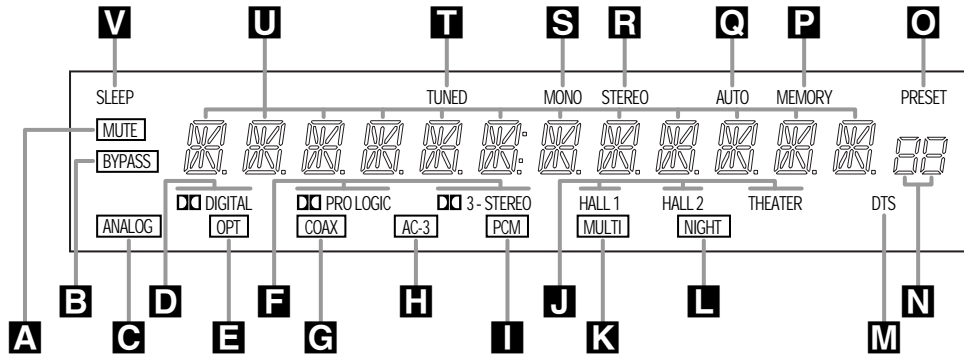 V U T S R Q P O
SLEEP TUNED MONO STEREO AUTO MEMORY PRESET
MUTE
BYPASS
DIGITAL PRO LOGIC 3 - STEREO HALL 1 HALL 2 THEATER DTS
ANALOG OPT COAX AC-3 PCM MULTI NIGHT
B D F H J L N
A C E G I K M